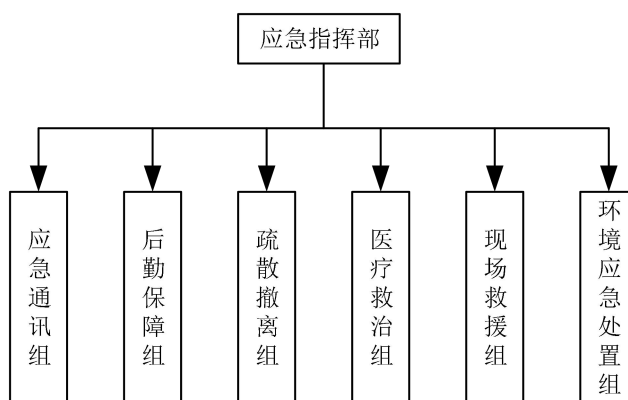 应急指挥部
应急通讯组
后勤保障组
疏散撤离组
医疗救治组
现场救援组
环境应急处置组